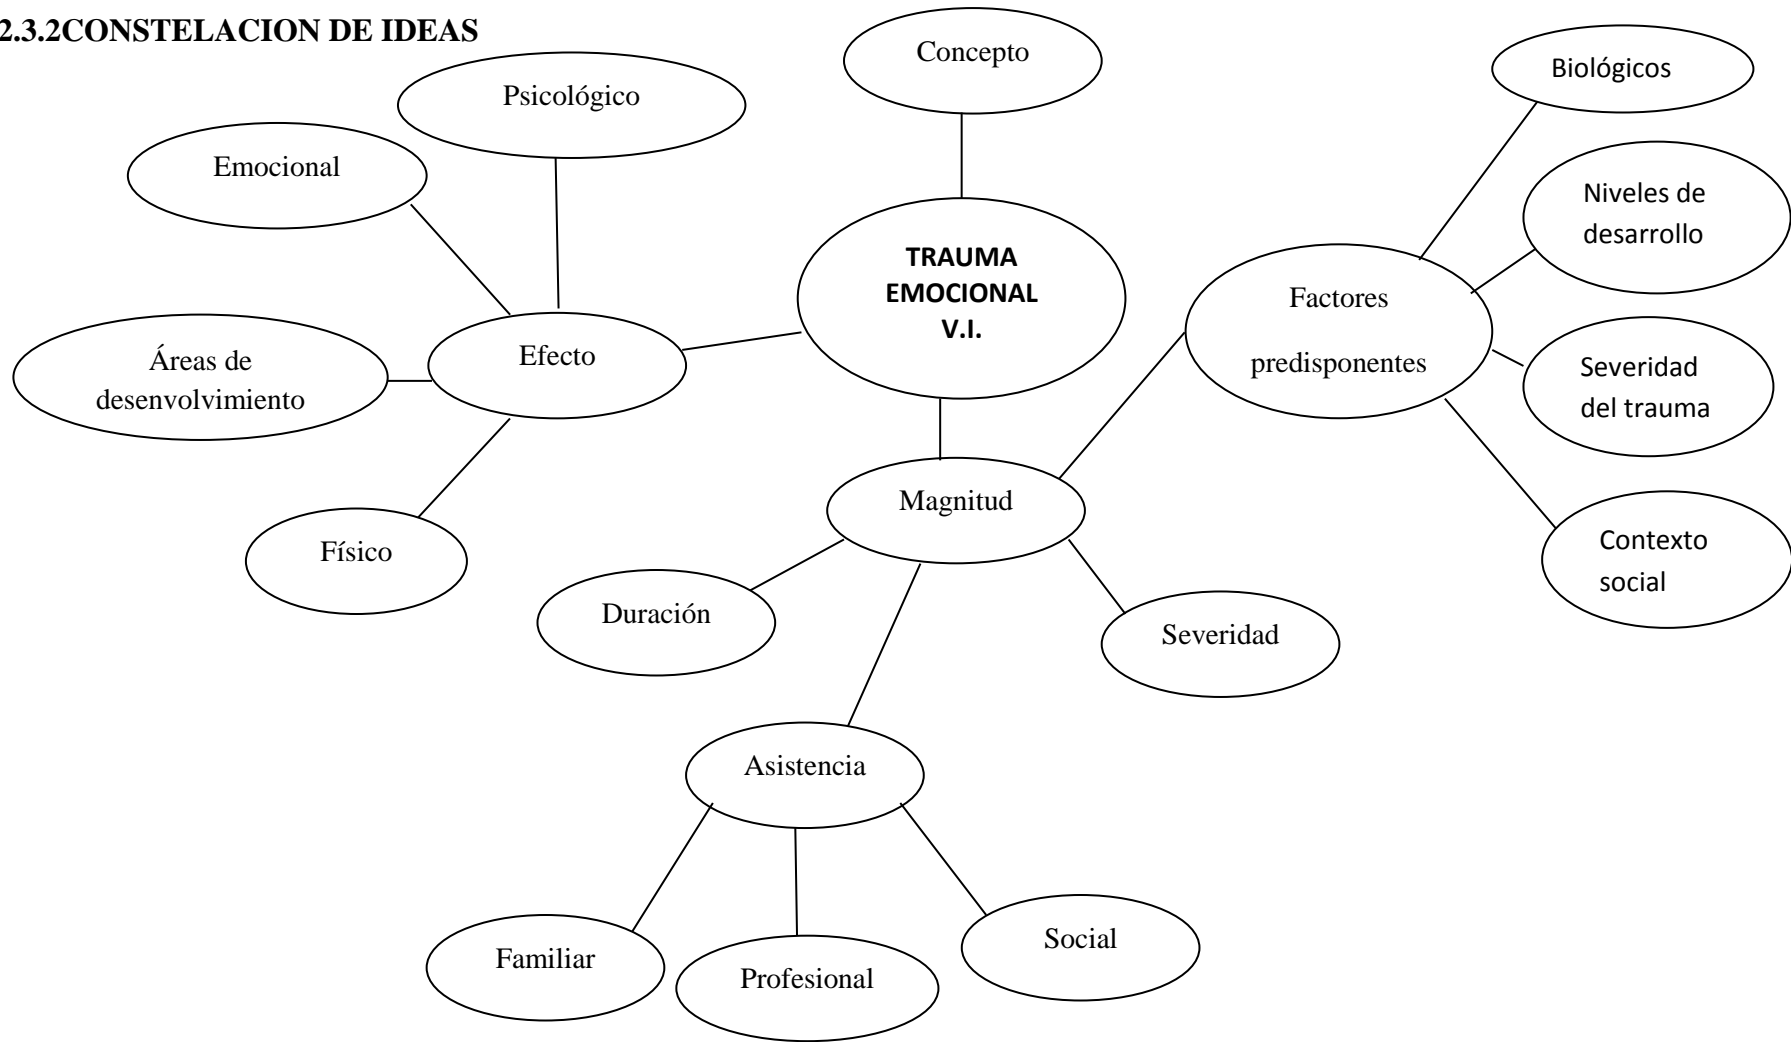 2.3.2CONSTELACION DE IDEAS
Concepto
Biológicos
Psicológico
Emocional
Niveles de
desarrollo
TRAUMA
EMOCIONAL
V.I.
Factores
predisponentes
Efecto
Áreas de
desenvolvimiento
Severidad
del trauma
Magnitud
Físico
Contexto
social
Duración
Severidad
Asistencia
Familiar
Profesional
Social